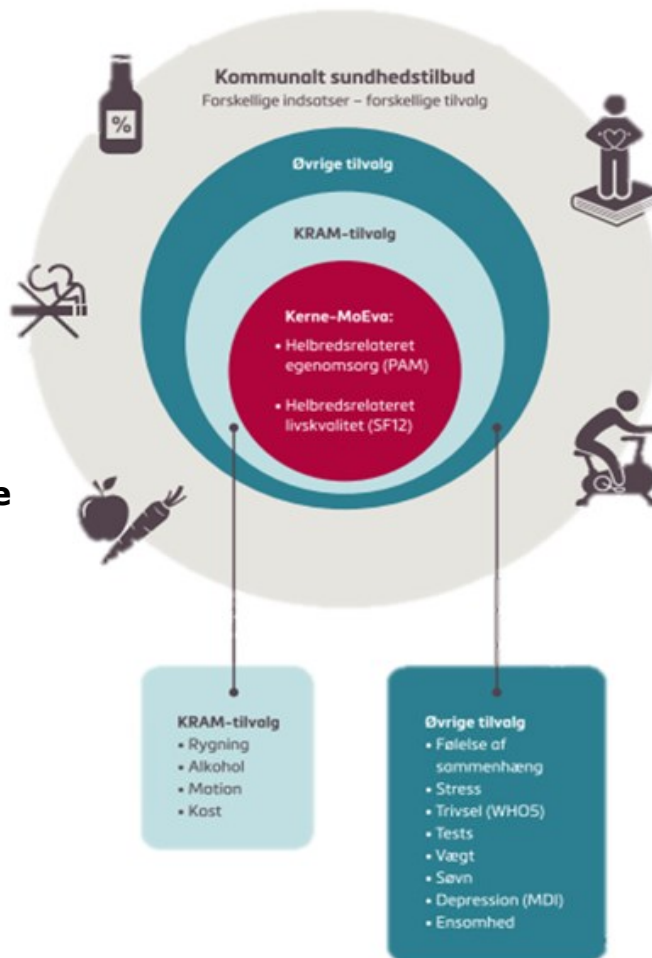 Kommunalt sundhedstilbud
Forskellige indsatser – forskellige tilvalg
%
Øvrige tilvalg
KRAM-tilvalg
Kerne-MoEva:
• Helbredsrelateret
egenomsorg (PAM)
• Helbredsrelateret
livskvalitet (SF12)
e
KRAM-tilvalg
• Rygning
• Alkohol
• Motion
• Kost
Øvrige tilvalg
• Følelse af
sammenhæng
• Stress
• Trivsel (WHO5)
• Tests
• Vægt
• Søvn
• Depression (MDI)
• Ensomhed